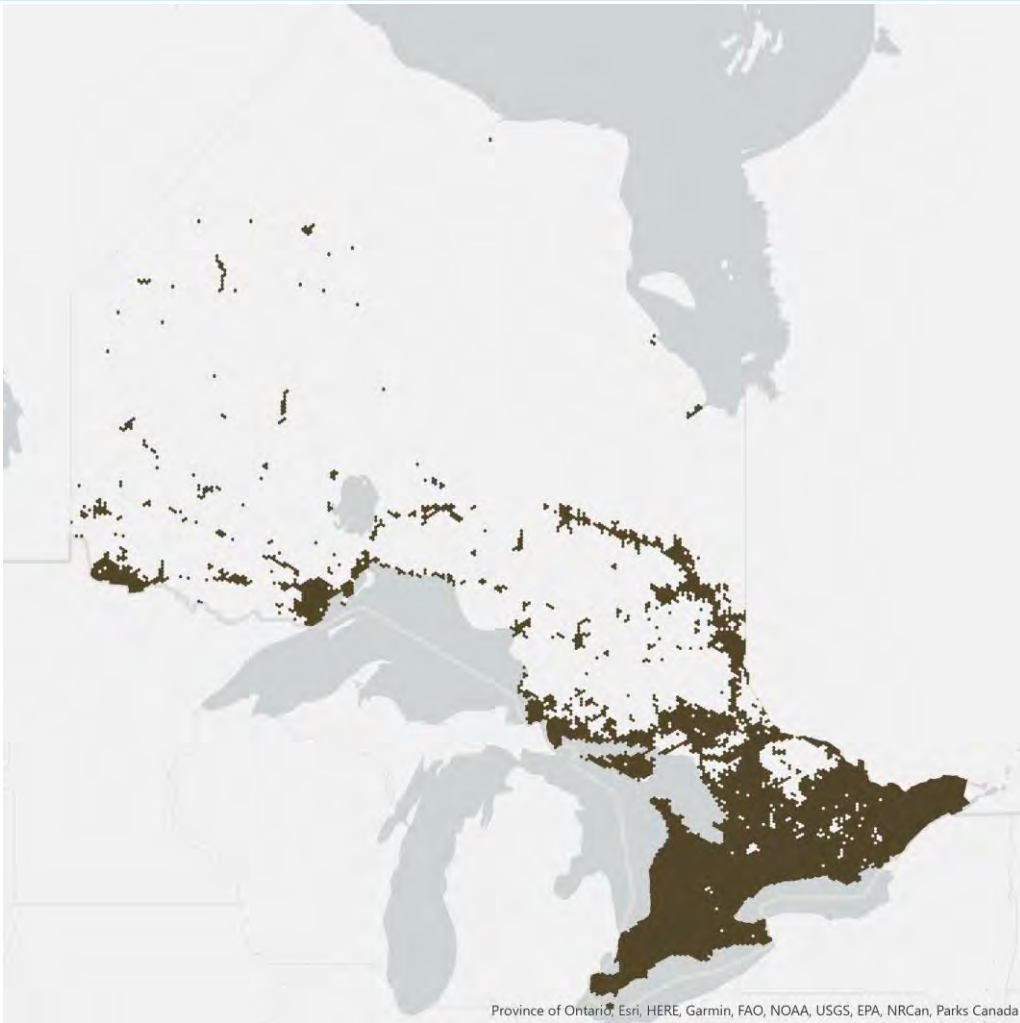 Province of Ontario, Esri, HERE, Garmin, FAO, NOAA, USGS, EPA, NRCan, Parks Canada